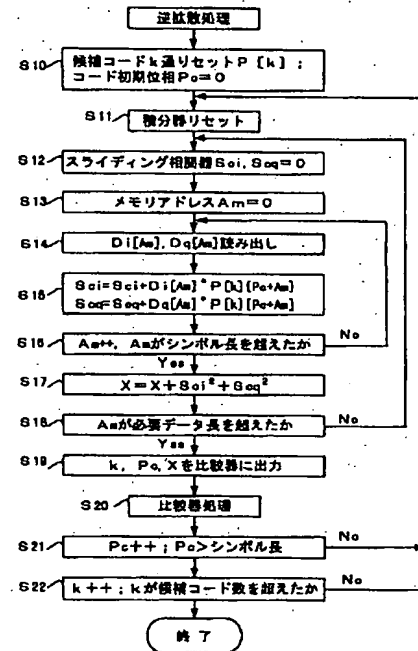 逆拡散処理
S10
候補コードk通りセットP [k] ;
コード初期位相Pc=0
S11
積分器リセット
S12
スライディング相関器Sci, Scq=0
S13
メモリアドレスAm=0
S14
Di[Am], Dq[Am]読み出し
S15
Sci=Sci+Di[Am]*P[k][Pc+Am]
Scq=Scq+Dq[Am]*P[k][Pc+Am]
S16
Am++, Amがシンボル長を超えたか
No
Yes
S17
X=X+Sci²+Scq²
S18
Amが必要データ長を超えたか
No
Yes
S19
k, Pc, Xを比較器に出力
S20
比較器処理
S21
Pc++ ; Pc>シンボル長
No
S22
k++ ; kが候補コード数を超えたか
No
終了